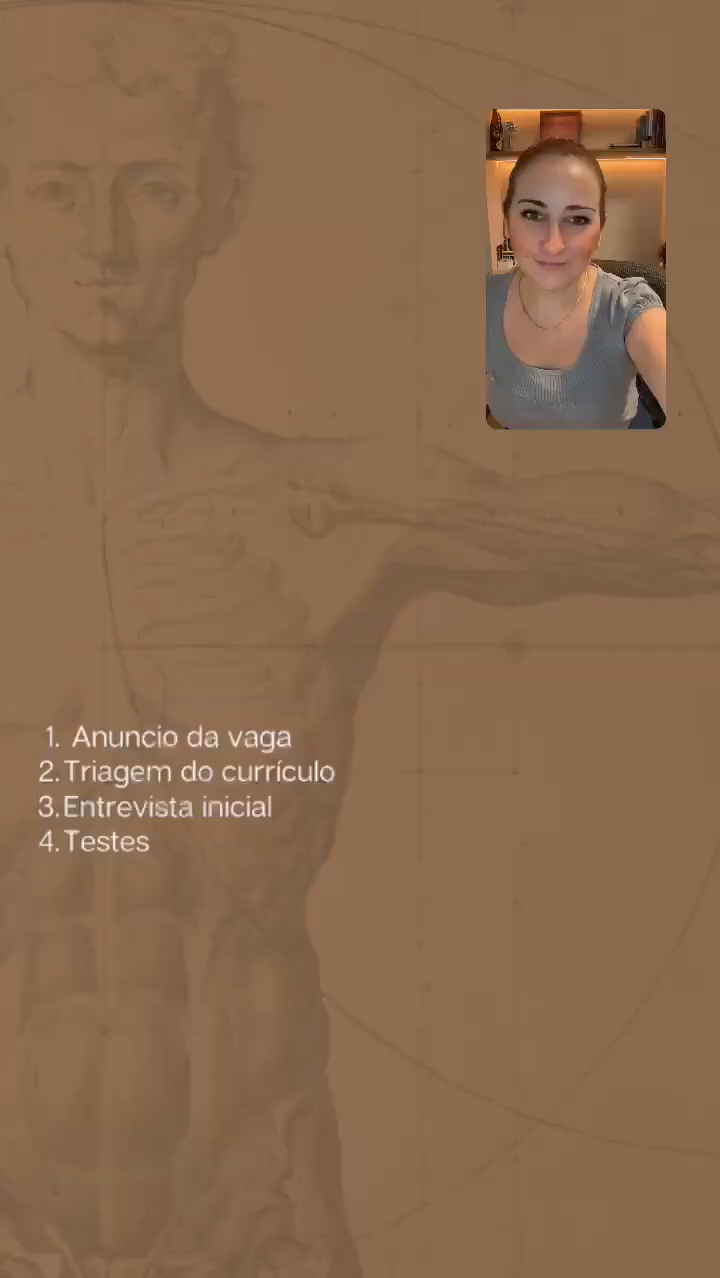 1. Anuncio da vaga
2. Triagem do currículo
3. Entrevista inicial
4. Testes